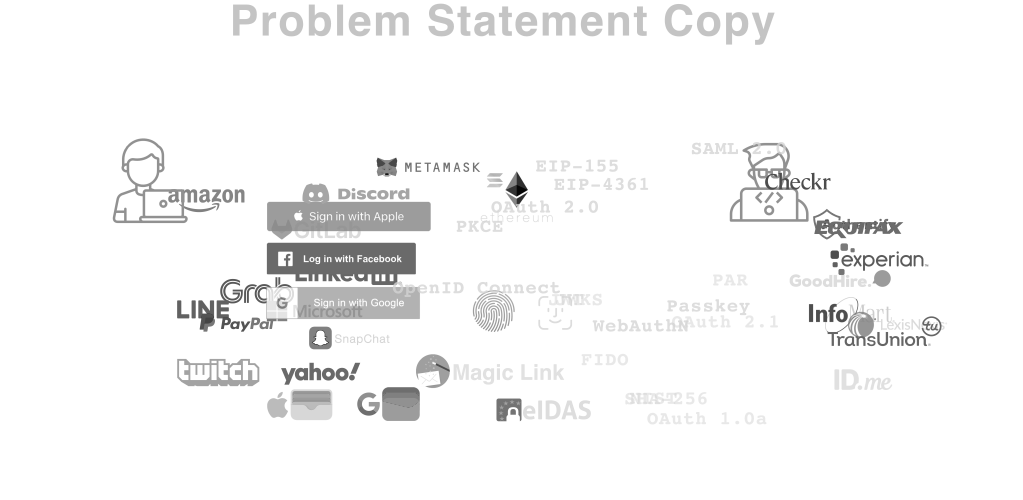 Problem Statement Copy
SAML 2.0
METAMASK
EIP-155
Checkr
EIP-4361
amazon
Discord
OAuth 2.0
Sign in with Apple
ethereum
PKCE
GitLab
EQUIFAX
Log in with Facebook
experian.
LinkedIn
PAR
GoodHire.
OpenID Connect
Grab
G Sign in with Google
JWKS
Passkey
LINE
Microsoft
Info
Mart
PayPal
WebAuthN
OAuth 2.1
LexisNexis
tu
SnapChat
TransUnion.
FIDO
twitch
yahoo!
Magic Link
ID.me
G
eIDAS
SHA-256
OAuth 1.0a